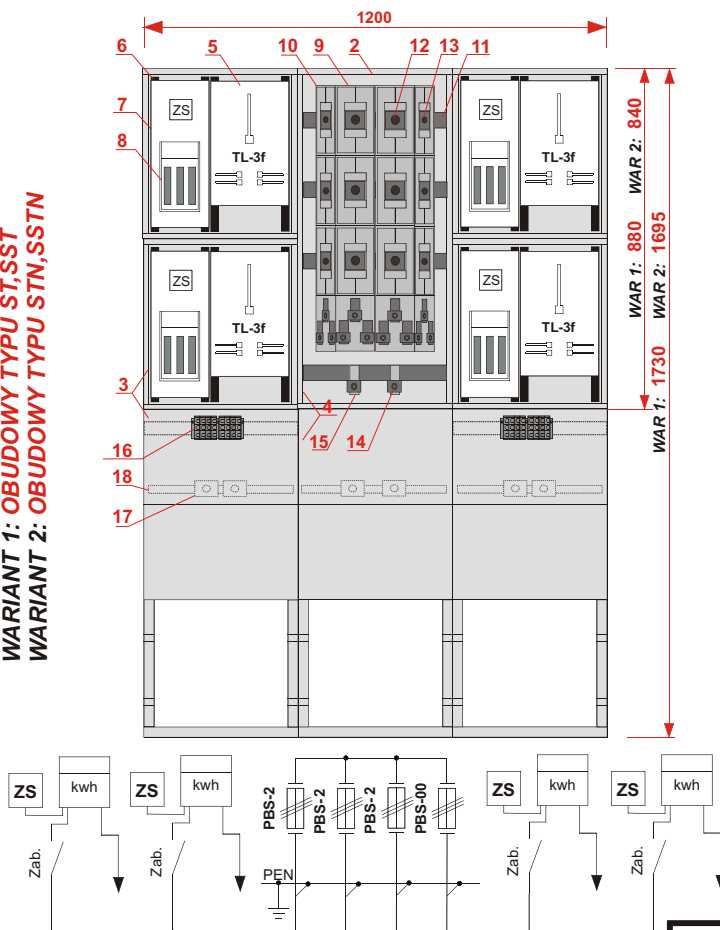 1200
6
5
10
9
2
12
13
11
7
8
ZS
TL-3f
ZS
TL-3f
ZS
TL-3f
ZS
TL-3f
WAR 2: 840
WAR 1: 880
WAR 2: 1695
WAR 1: 1730
WARIANT 1: OBUDOWY TYPU ST,SST
WARIANT 2: OBUDOWY TYPU STN,SSTN
3
4
15
14
16
18
17
ZS
kwh
Zab.
ZS
kwh
Zab.
PBS-2
PBS-2
PBS-2
PBS-00
PEN
ZS
kwh
Zab.
ZS
kwh
Zab.